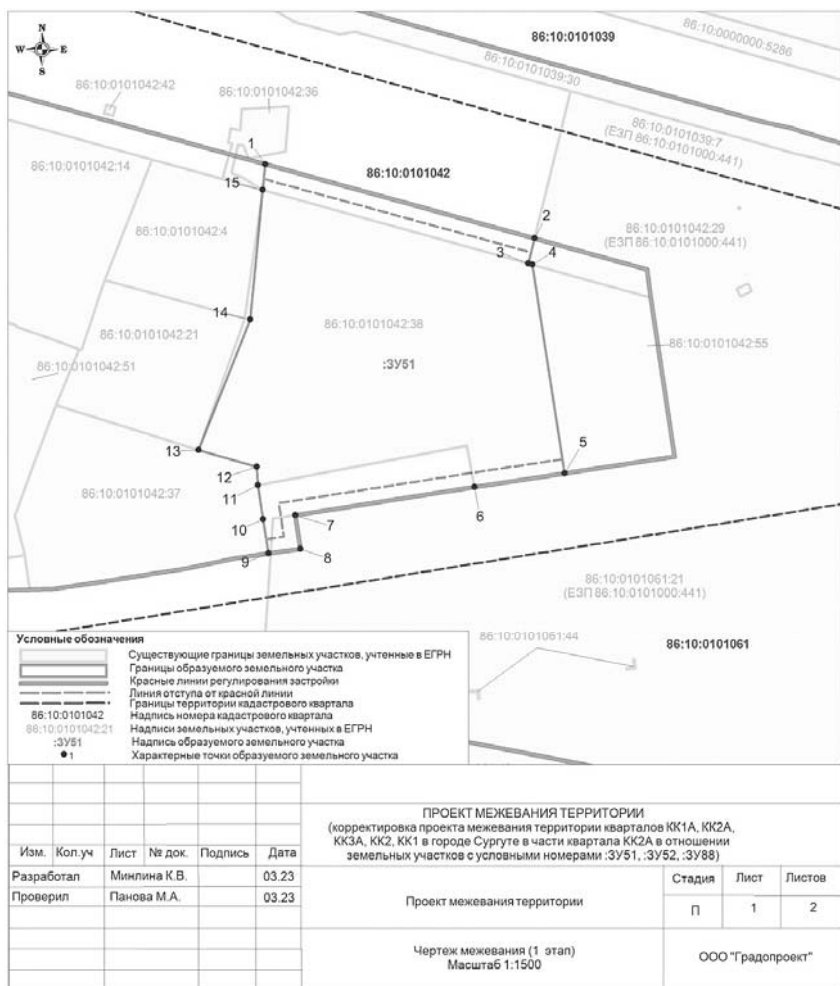 N
W E
S
86:10:0101039
86:10:0000000:5286
86:10:0101039:30
86:10:0101042:42
86:10:0101042:36
86:10:0101039:7
(ЕЗП 86:10:0101000:441)
1
86:10:0101042:14
86:10:0101042
15
2
86:10:0101042:4
86:10:0101042:29
(ЕЗП 86:10:0101000:441)
3
4
14
86:10:0101042:38
86:10:0101042:21
86:10:0101042:55
86:10:0101042:51
:ЗУ51
13
12
5
11
6
86:10:0101042:37
10
7
9
8
86:10:0101061:21
(ЕЗП 86:10:0101000:441)
86:10:0101061:44
86:10:0101061
Условные обозначения
Существующие границы земельных участков, учтенные в ЕГРН
Границы образуемого земельного участка
Красные линии регулирования застройки
Линия отступа от красной линии
Границы территории кадастрового квартала
86:10:0101042 Надпись номера кадастрового квартала
86:10:0101042:21 Надписи земельных участков, учтенных в ЕГРН
:ЗУ51 Надпись образуемого земельного участка
1 Характерные точки образуемого земельного участка
ПРОЕКТ МЕЖЕВАНИЯ ТЕРРИТОРИИ
(корректировка проекта межевания территории кварталов КК1А, КК2А,
КК3А, КК2, КК1 в городе Сургуте в части квартала КК2А в отношении
земельных участков с условными номерами :ЗУ51, :ЗУ52, :ЗУ88)
Изм. Кол.уч Лист № док. Подпись Дата
Разработал Минлина К.В. 03.23
Проверил Панова М.А. 03.23
Проект межевания территории
Стадия Лист Листов
П 1 2
Чертеж межевания (1 этап)
Масштаб 1:1500
ООО "Градопроект"